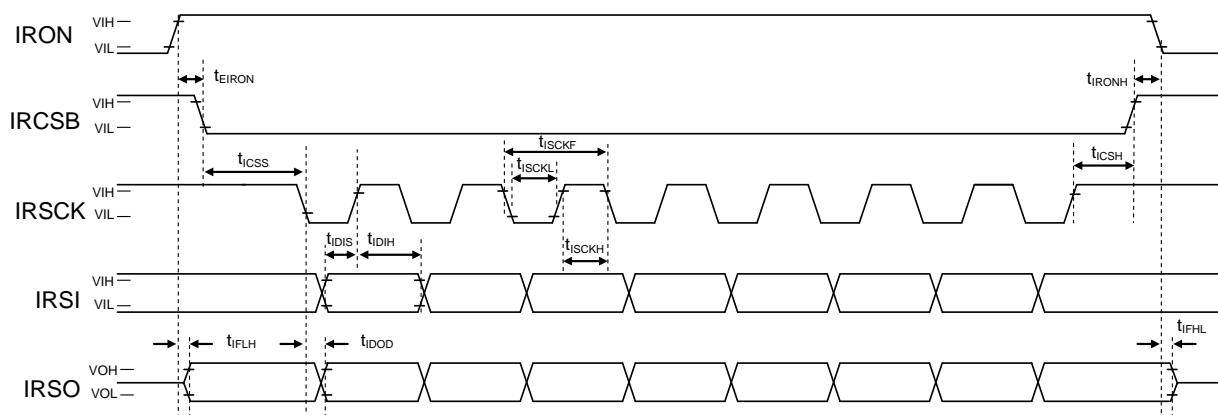 IRON
VIH
VIL
tEIRON
tIRONH
IRCSB
VIH
VIL
tICSS
tISCKF
tISCKL
tICSH
IRSCK
VIH
VIL
tIDIS
tIDIH
tISCKH
IRSI
VIH
VIL
tIFLH
tIDOD
tIFHL
IRSO
VOH
VOL